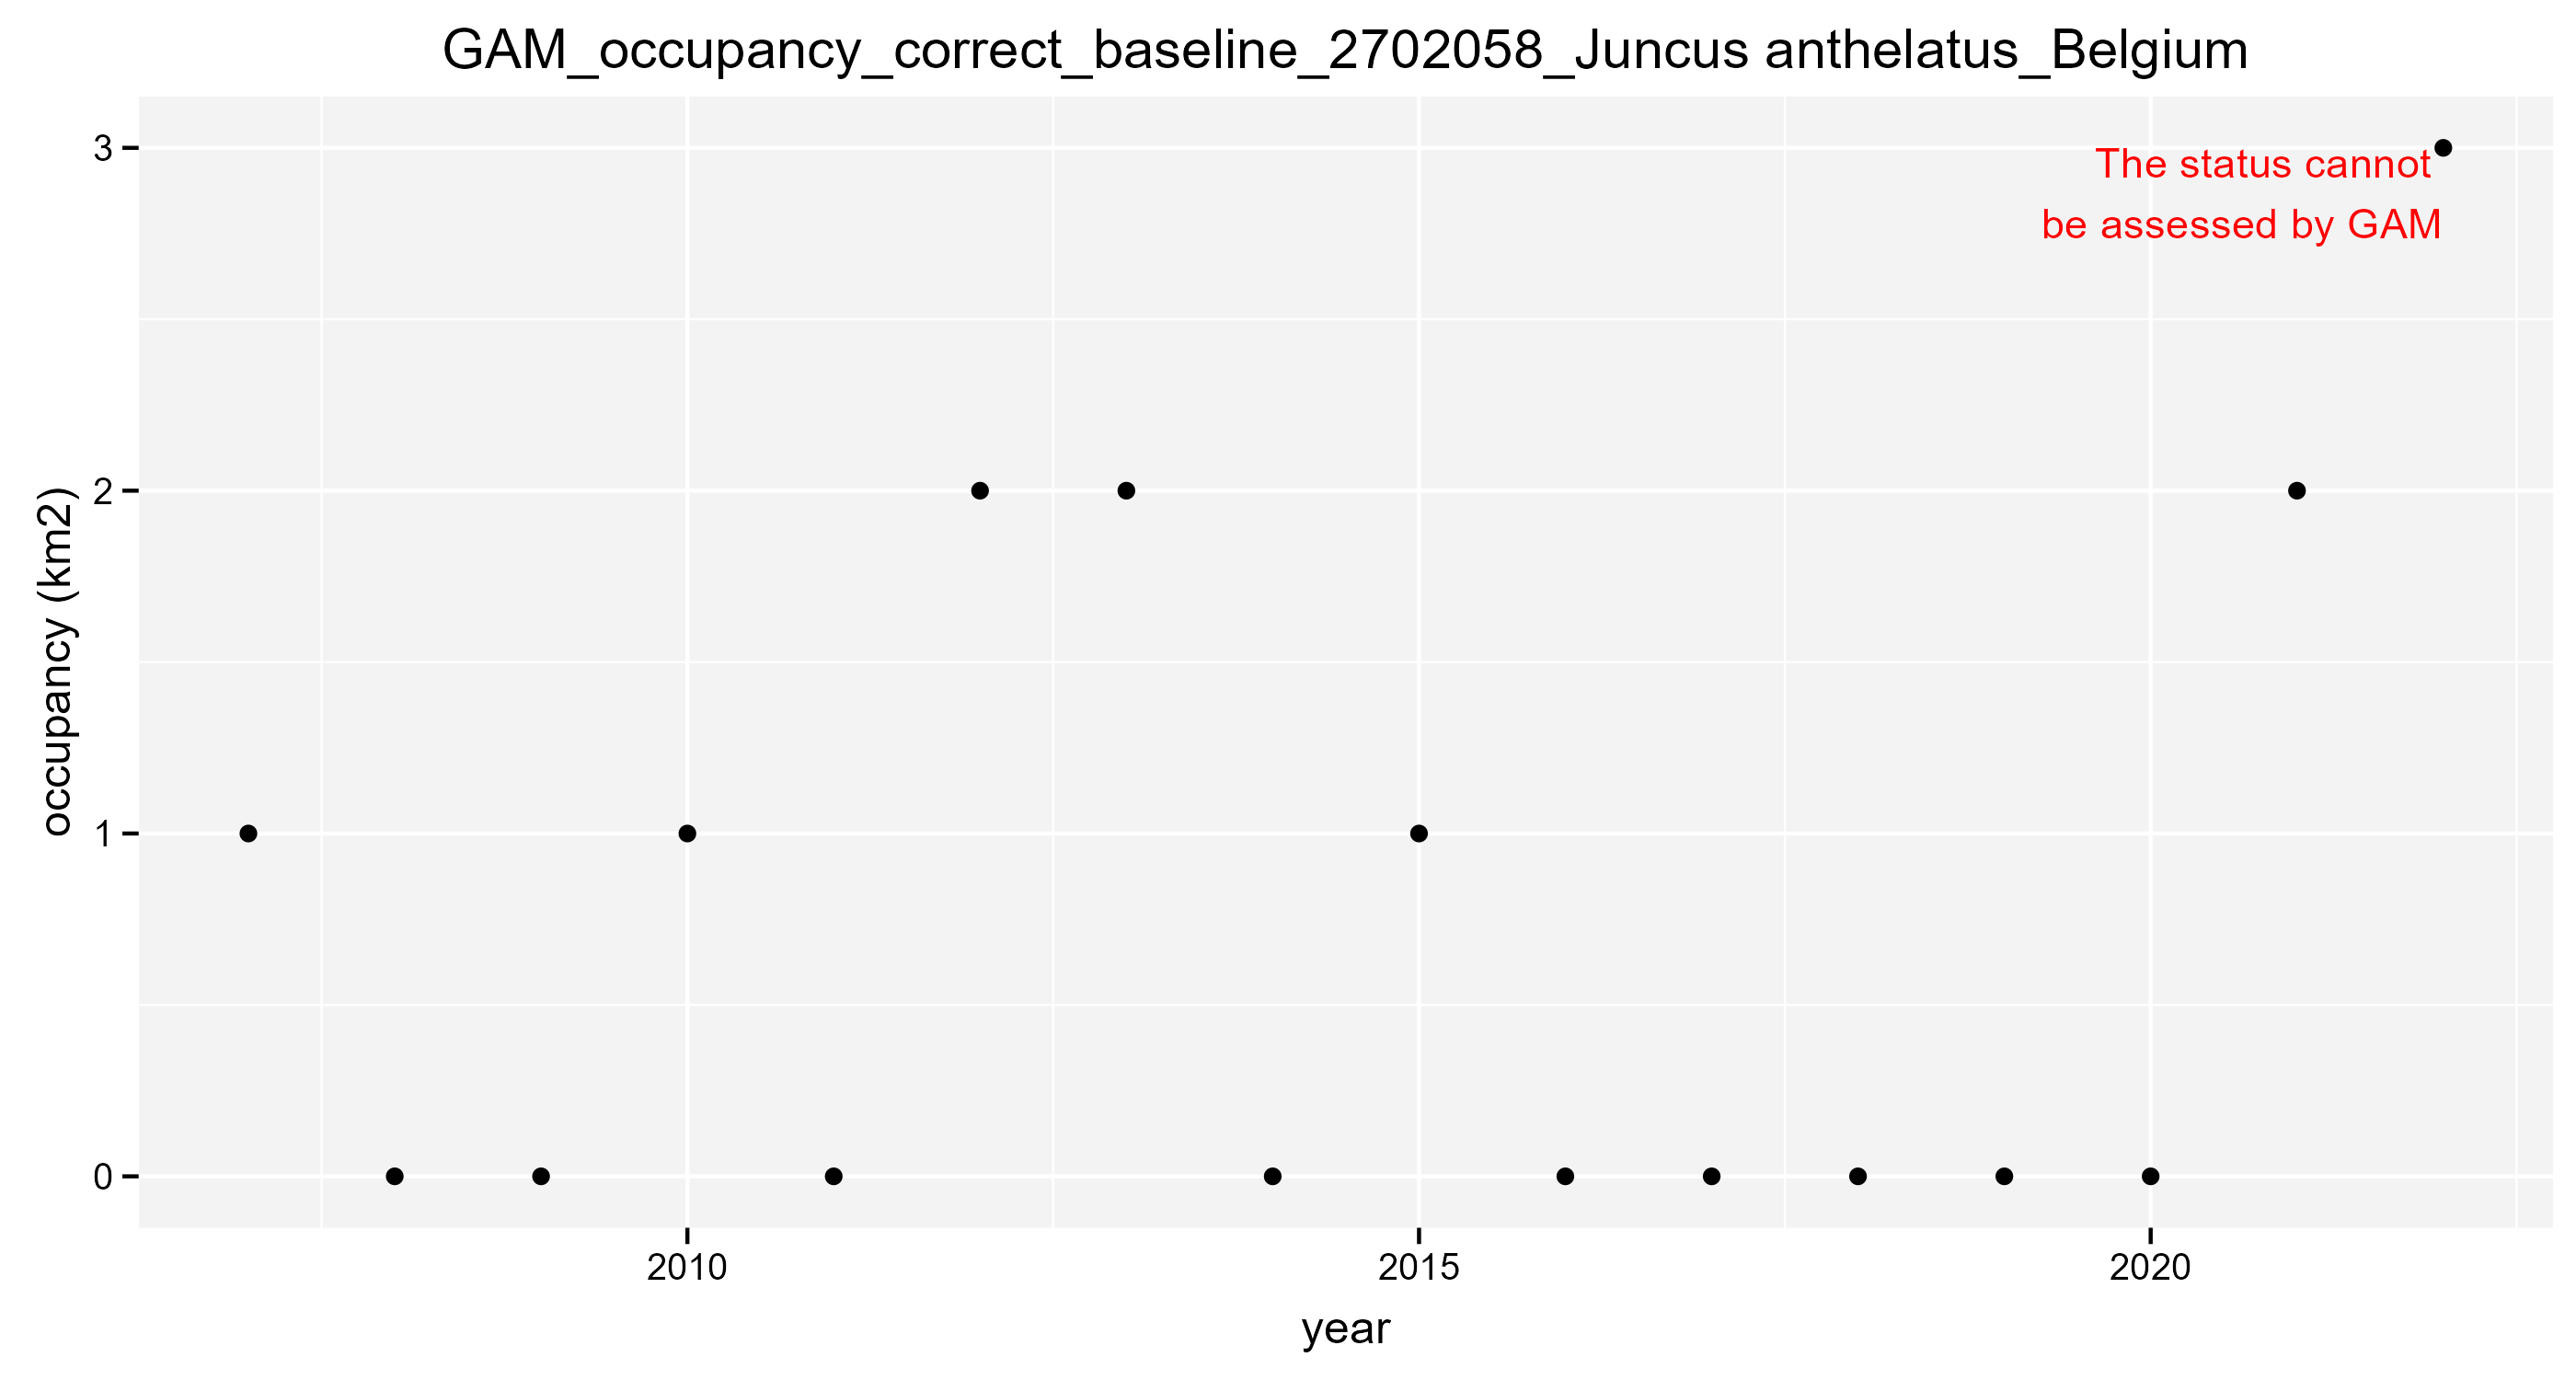 GAM_occupancy_correct_baseline_2702058_Juncus anthelatus_Belgium
The status cannot
be assessed by GAM
occupancy (km2)
3
2
1
0
2010
2015
2020
year